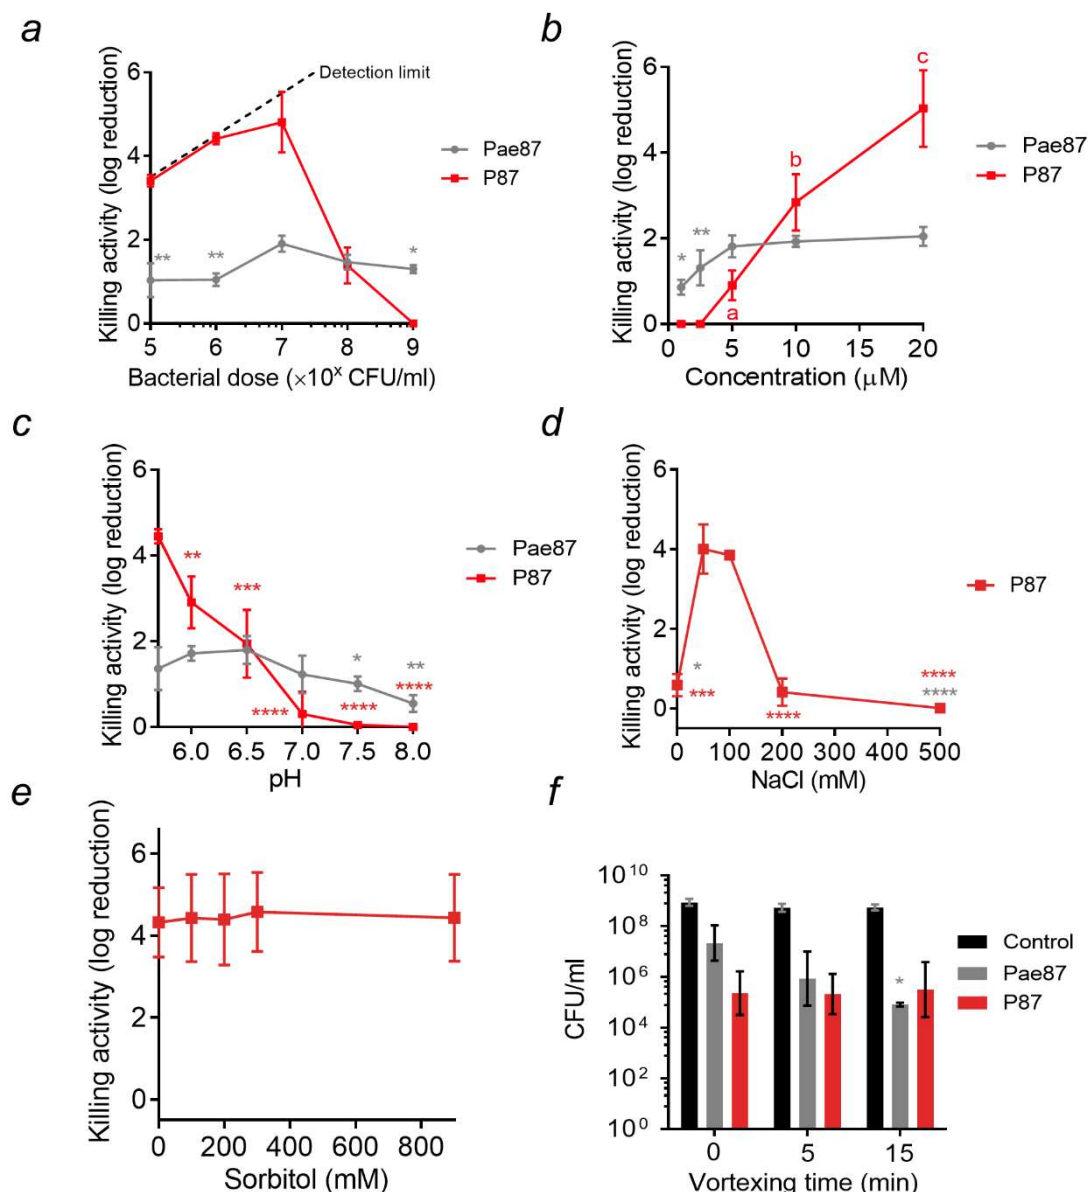 a
Killing activity (log reduction)
6
4
2
0
Detection limit
**
**
*
Pae87
P87
5 6 7 8 9
Bacterial dose (×10ˣ CFU/ml)
b
Killing activity (log reduction)
6
4
2
0
*
**
a
b
c
Pae87
P87
0 5 10 15 20
Concentration (μM)
c
Killing activity (log reduction)
6
4
2
0
**
***
****
*
****
**
****
Pae87
P87
6.0 6.5 7.0 7.5 8.0
pH
d
Killing activity (log reduction)
6
4
2
0
*
***
****
****
****
P87
0 100 200 300 400 500
NaCl (mM)
e
Killing activity (log reduction)
6
4
2
0
0 200 400 600 800
Sorbitol (mM)
f
CFU/ml
10¹⁰
10⁸
10⁶
10⁴
10²
10⁰
*
Control
Pae87
P87
0 5 15
Vortexing time (min)